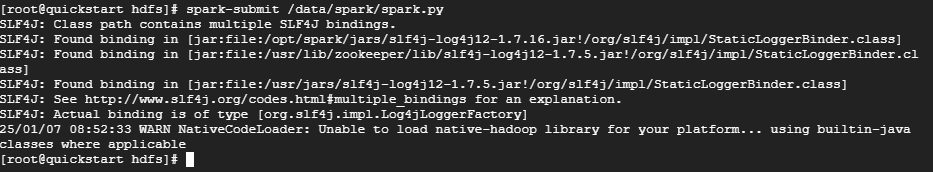 [root@quickstart hdfs]# spark-submit /data/spark/spark.py
SLF4J: Class path contains multiple SLF4J bindings.
SLF4J: Found binding in [jar:file:/opt/spark/jars/slf4j-log4j12-1.7.16.jar!/org/slf4j/impl/StaticLoggerBinder.class]
SLF4J: Found binding in [jar:file:/usr/lib/zookeeper/lib/slf4j-log4j12-1.7.5.jar!/org/slf4j/impl/StaticLoggerBinder.cl
ass]
SLF4J: Found binding in [jar:file:/usr/jars/slf4j-log4j12-1.7.5.jar!/org/slf4j/impl/StaticLoggerBinder.class]
SLF4J: See http://www.slf4j.org/codes.html#multiple_bindings for an explanation.
SLF4J: Actual binding is of type [org.slf4j.impl.Log4jLoggerFactory]
25/01/07 08:52:33 WARN NativeCodeLoader: Unable to load native-hadoop library for your platform... using builtin-java
classes where applicable
[root@quickstart hdfs]#